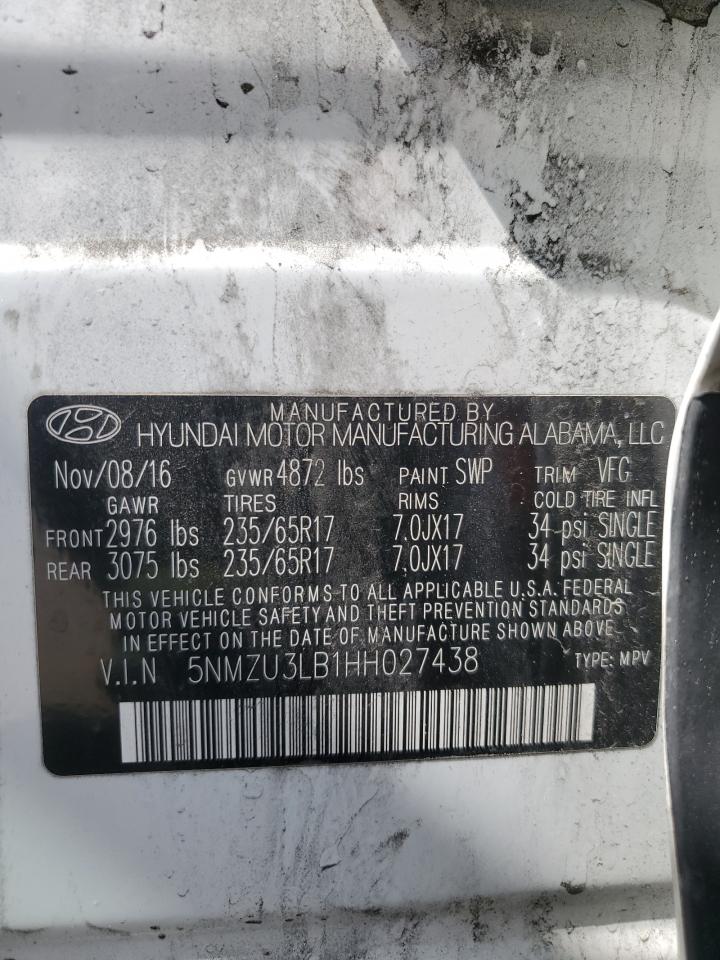 MANUFACTURED BY
HYUNDAI MOTOR MANUFACTURING ALABAMA, LLC
Nov/08/16 GVWR 4872 lbs PAINT SWP TRIM VFG
GAWR TIRES RIMS COLD TIRE INFL
FRONT 2976 lbs 235/65R17 7.0JX17 34 psi SINGLE
REAR 3075 lbs 235/65R17 7.0JX17 34 psi SINGLE
THIS VEHICLE CONFORMS TO ALL APPLICABLE U.S.A. FEDERAL
MOTOR VEHICLE SAFETY AND THEFT PREVENTION STANDARDS
IN EFFECT ON THE DATE OF MANUFACTURE SHOWN ABOVE
V.I.N 5NMZU3LB1HH027438 TYPE: MPV